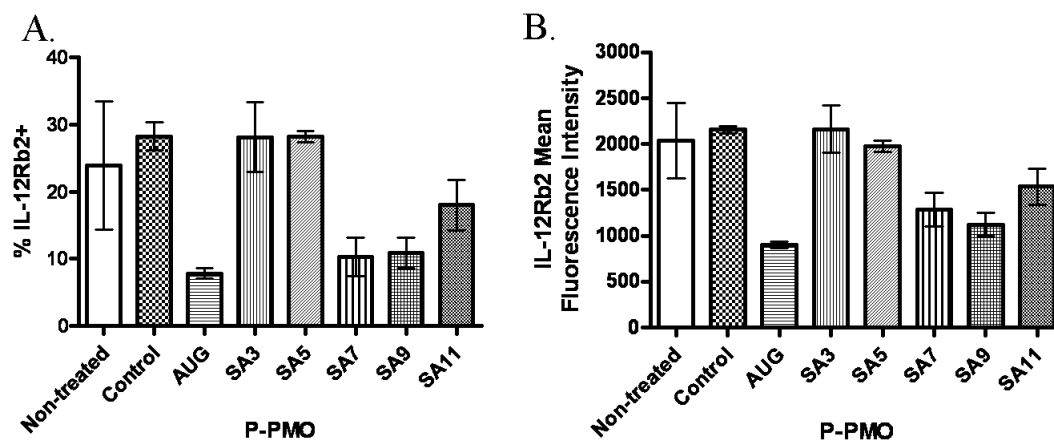 A.
% IL-12Rb2+
40
30
20
10
0
Non-treated
Control
AUG
SA3
SA5
SA7
SA9
SA11
P-PMO
B.
IL-12Rb2 Mean
Fluorescence Intensity
3000
2500
2000
1500
1000
500
0
Non-treated
Control
AUG
SA3
SA5
SA7
SA9
SA11
P-PMO